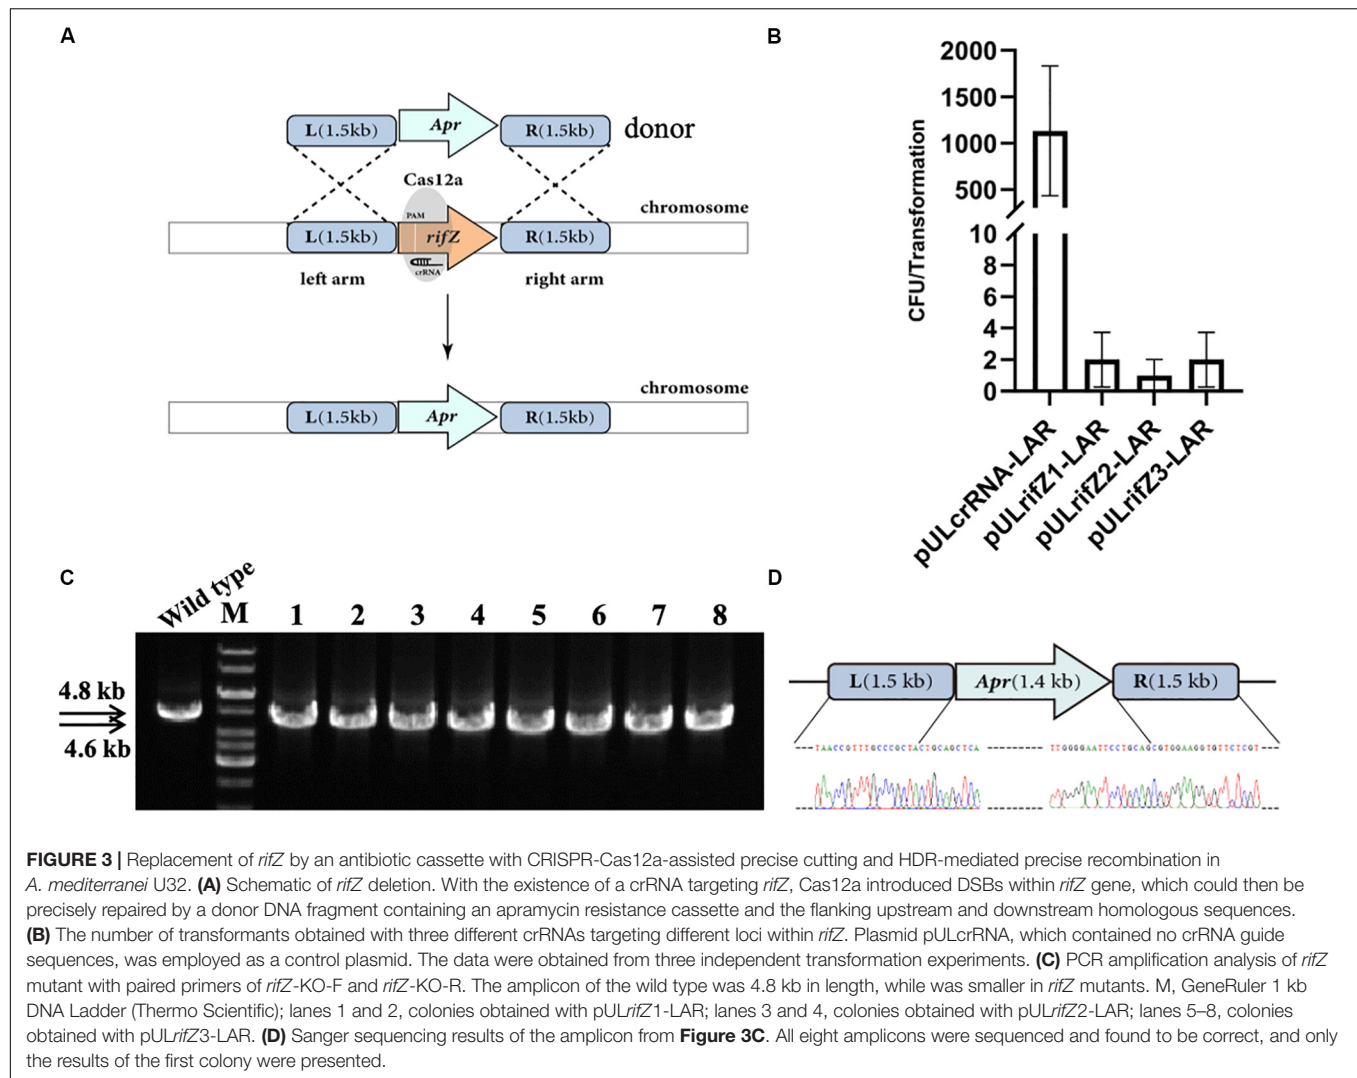 A
L(1.5kb)
Apr
R(1.5kb)
donor
Cas12a
chromosome
PAM
L(1.5kb)
rifZ
R(1.5kb)
crRNA
left arm
right arm
chromosome
L(1.5kb)
Apr
R(1.5kb)
B
CFU/Transformation
2000
1500
1000
500
10
8
6
4
2
0
pULcrRNA-LAR
pULrifZ1-LAR
pULrifZ2-LAR
pULrifZ3-LAR
C
Wild type
M
1 2 3 4 5 6 7 8
4.8 kb
4.6 kb
D
L(1.5 kb)
Apr(1.4 kb)
R(1.5 kb)
TAACCGTTTGCCCGCTACTGCAGCTCA
TTGGGGAATTCCTGCAGCGTGGAAGGTGTTCTCGT
FIGURE 3 | Replacement of rifZ by an antibiotic cassette with CRISPR-Cas12a-assisted precise cutting and HDR-mediated precise recombination in
A. mediterranei U32. (A) Schematic of rifZ deletion. With the existence of a crRNA targeting rifZ, Cas12a introduced DSBs within rifZ gene, which could then be
precisely repaired by a donor DNA fragment containing an apramycin resistance cassette and the flanking upstream and downstream homologous sequences.
(B) The number of transformants obtained with three different crRNAs targeting different loci within rifZ. Plasmid pULcrRNA, which contained no crRNA guide
sequences, was employed as a control plasmid. The data were obtained from three independent transformation experiments. (C) PCR amplification analysis of rifZ
mutant with paired primers of rifZ-KO-F and rifZ-KO-R. The amplicon of the wild type was 4.8 kb in length, while was smaller in rifZ mutants. M, GeneRuler 1 kb
DNA Ladder (Thermo Scientific); lanes 1 and 2, colonies obtained with pULrifZ1-LAR; lanes 3 and 4, colonies obtained with pULrifZ2-LAR; lanes 5–8, colonies
obtained with pULrifZ3-LAR. (D) Sanger sequencing results of the amplicon from Figure 3C. All eight amplicons were sequenced and found to be correct, and only
the results of the first colony were presented.